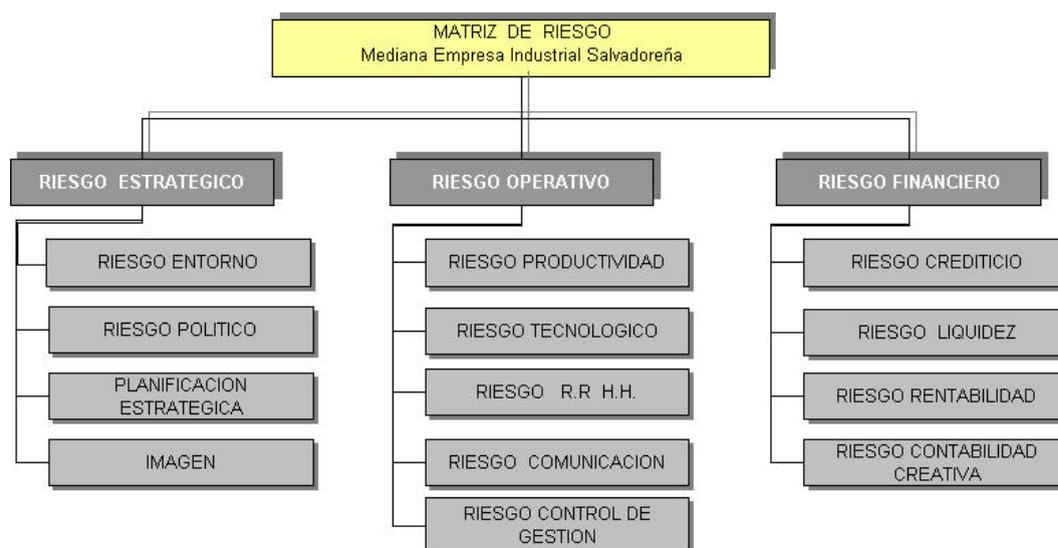 MATRIZ DE RIESGO
Mediana Empresa Industrial Salvadoreña
RIESGO ESTRATEGICO
RIESGO ENTORNO
RIESGO POLITICO
PLANIFICACION
ESTRATEGICA
IMAGEN
RIESGO OPERATIVO
RIESGO PRODUCTIVIDAD
RIESGO TECNOLOGICO
RIESGO R.R H.H.
RIESGO COMUNICACION
RIESGO CONTROL DE
GESTION
RIESGO FINANCIERO
RIESGO CREDITICIO
RIESGO LIQUIDEZ
RIESGO RENTABILIDAD
RIESGO CONTABILIDAD
CREATIVA